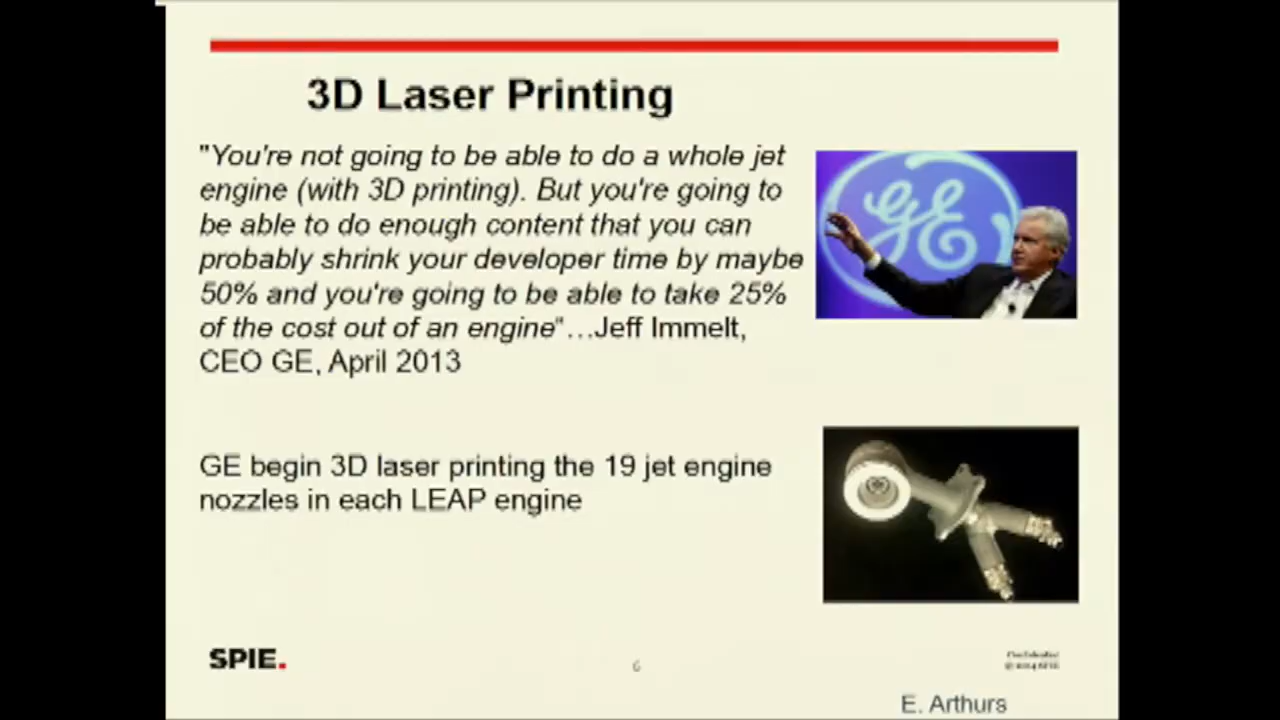 3D Laser Printing
"You're not going to be able to do a whole jet
engine (with 3D printing). But you're going to
be able to do enough content that you can
probably shrink your developer time by maybe
50% and you're going to be able to take 25%
of the cost out of an engine"…Jeff Immelt,
CEO GE, April 2013
GE
GE begin 3D laser printing the 19 jet engine
nozzles in each LEAP engine
SPIE.
6
© 2014 SPIE
E. Arthurs